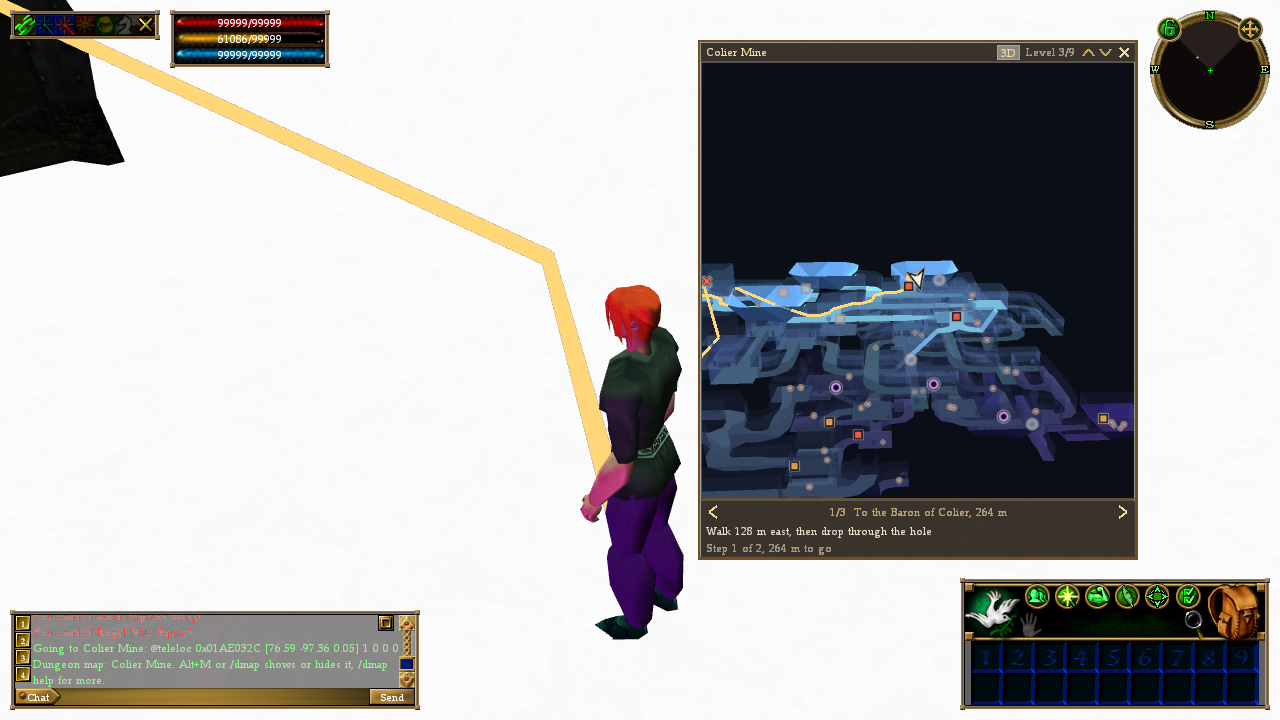 99999/99999
61086/99999
99999/99999
Colier Mine
3D
Level 3/9
N
W
E
S
1/3 To the Baron of Colier, 264 m
Walk 128 m east, then drop through the hole
Step 1 of 2, 264 m to go
1
2
3
4
Going to Colier Mine: @teleloc 0x01AE032C [76.59 -97.36 0.05] 1 0 0 0
Dungeon map: Colier Mine. Alt+M or /dmap shows or hides it, /dmap
help for more.
Chat
Send
1 2 3 4 5 6 7 8 9